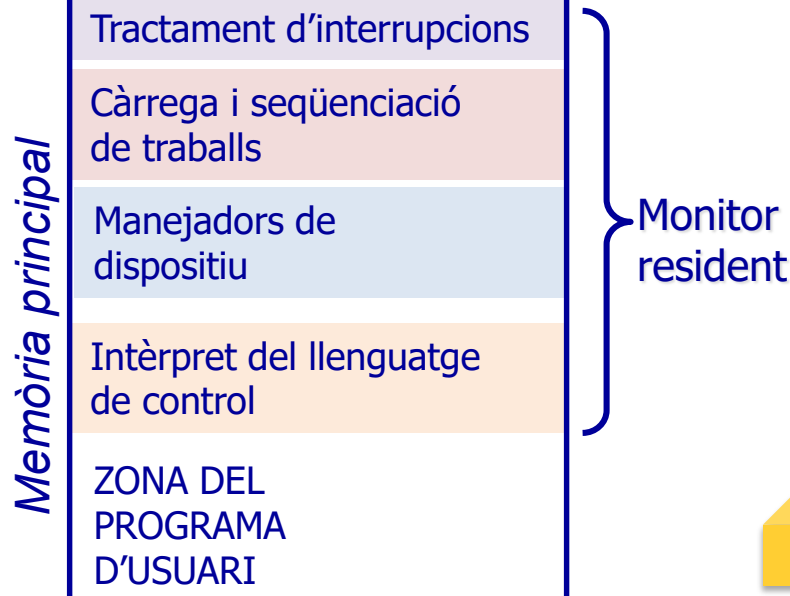 Tractament d’interrupcions
Càrrega i seqüenciació
de traballs
Manejadors de
dispositiu
Intèrpret del llenguatge
de control
ZONA DEL
PROGRAMA
D’USUARI
Memòria principal
Monitor
resident